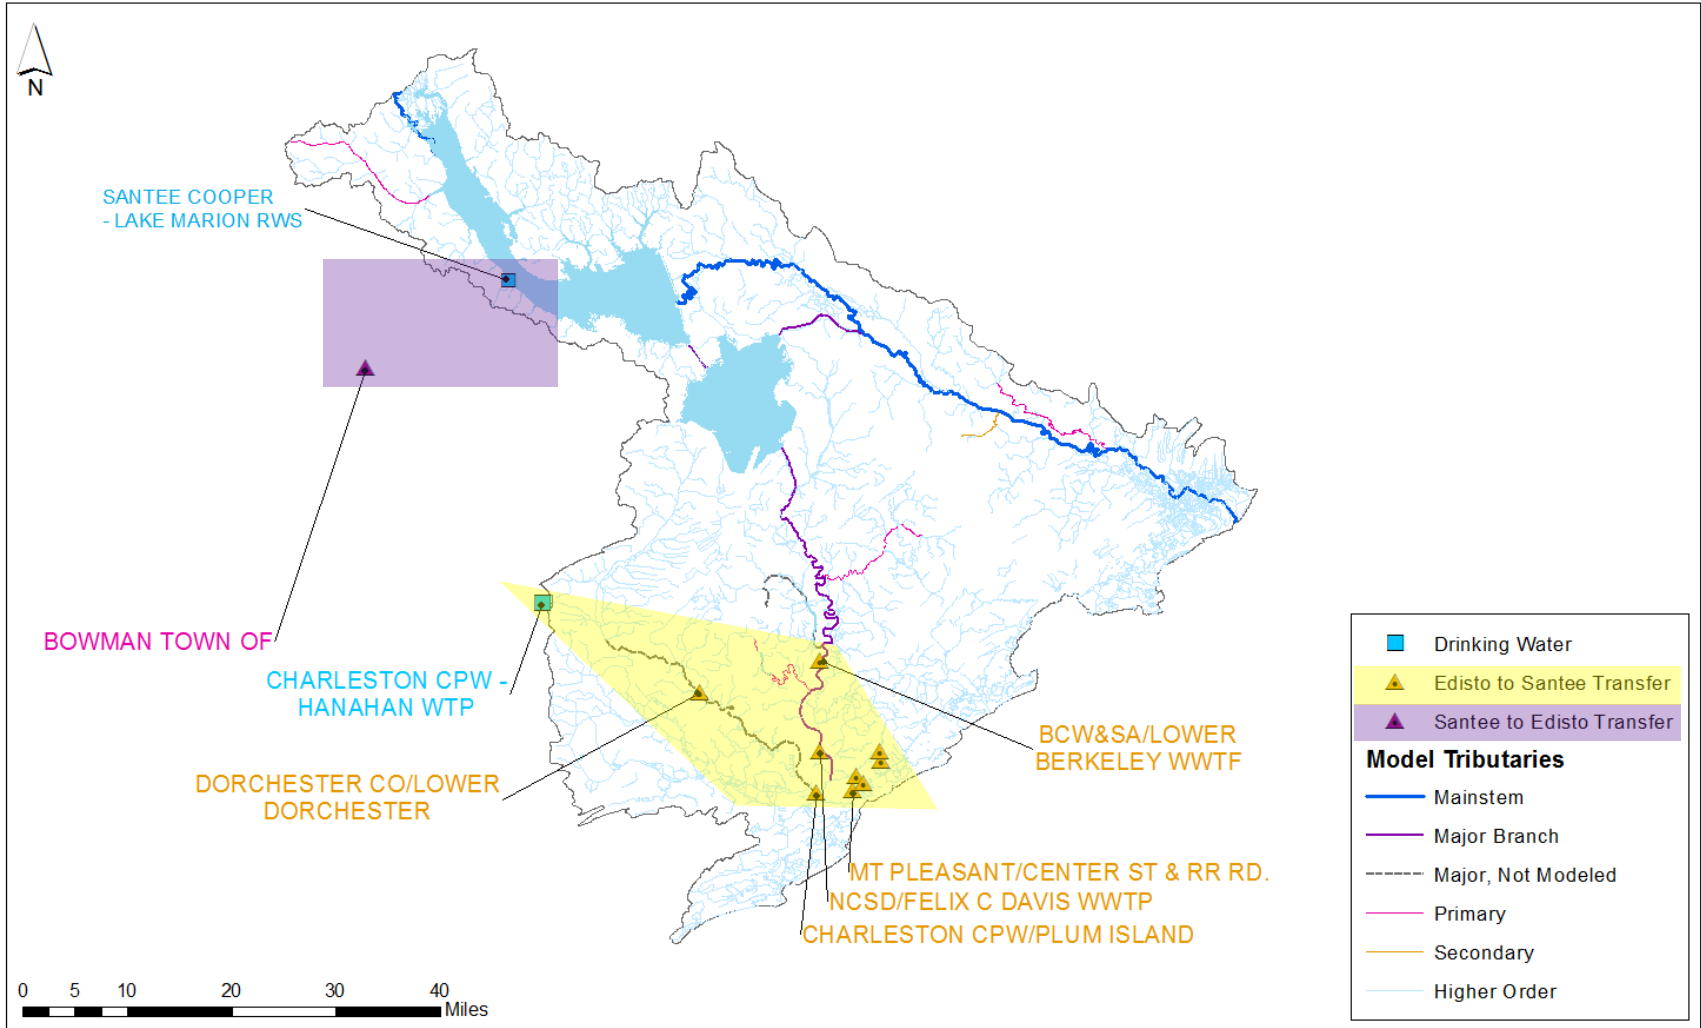 N
SANTEE COOPER
- LAKE MARION RWS
BOWMAN TOWN OF
CHARLESTON CPW -
HANAHAN WTP
DORCHESTER CO/LOWER
DORCHESTER
BCW&SA/LOWER
BERKELEY WWTF
MT PLEASANT/CENTER ST & RR RD.
NCSD/FELIX C DAVIS WWTP
CHARLESTON CPW/PLUM ISLAND
0 5 10 20 30 40
Miles
Drinking Water
Edisto to Santee Transfer
Santee to Edisto Transfer
Model Tributaries
Mainstem
Major Branch
Major, Not Modeled
Primary
Secondary
Higher Order